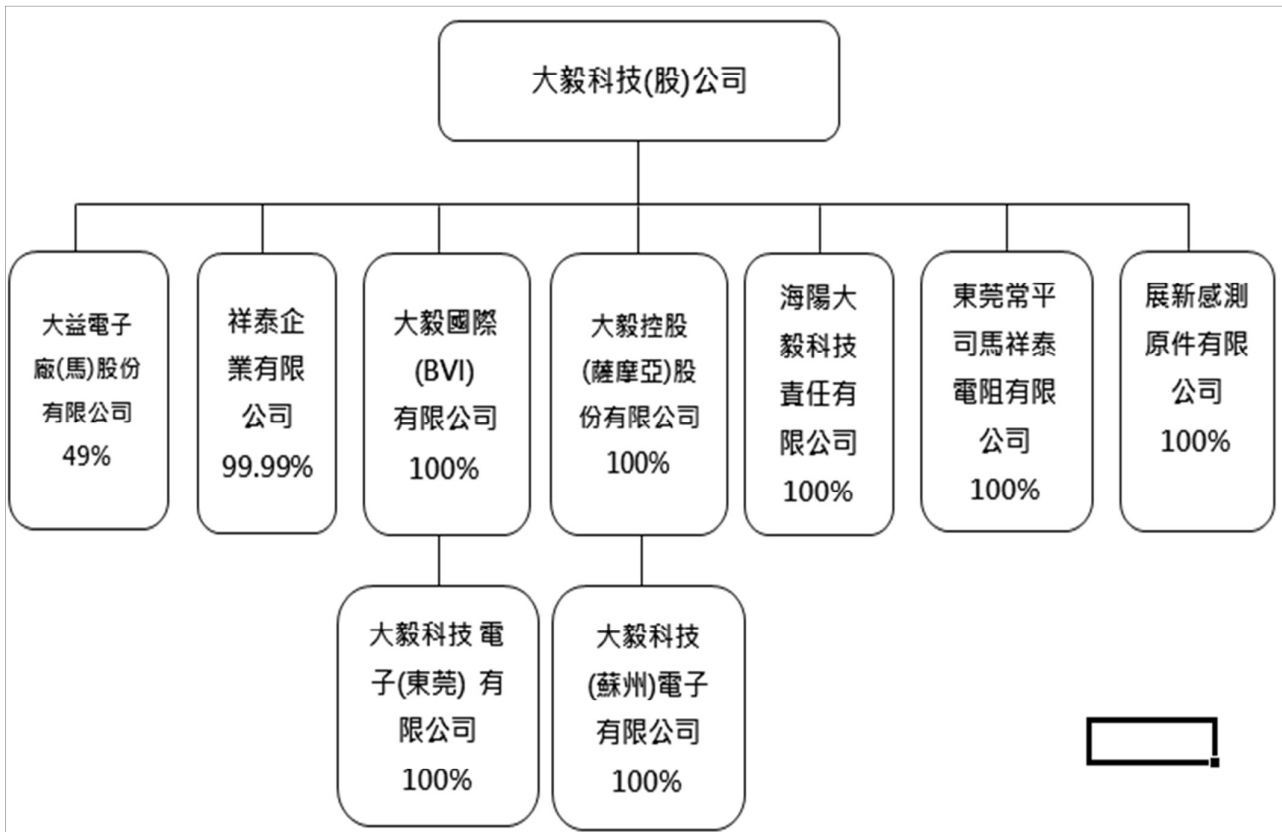 大毅科技(股)公司
大益電子
廠(馬)股份
有限公司
49%
祥泰企
業有限
公司
99.99%
大毅國際
(BVI)
有限公司
100%
大毅控股
(薩摩亞)股
份有限公司
100%
海陽大
毅科技
責任有
限公司
100%
東莞常平
司馬祥泰
電阻有限
公司
100%
展新感測
原件有限
公司
100%
大毅科技 電
子(東莞) 有
限公司
100%
大毅科技
(蘇州)電子
有限公司
100%